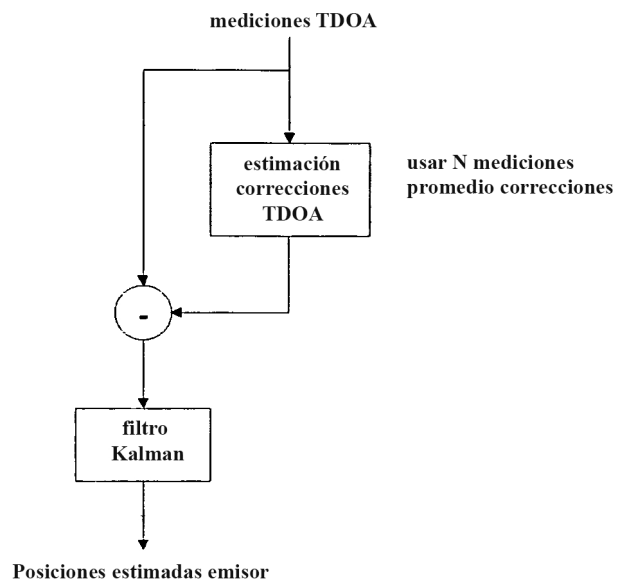 mediciones TDOA
estimación
correcciones
TDOA
usar N mediciones
promedio correcciones
-
filtro
Kalman
Posiciones estimadas emisor